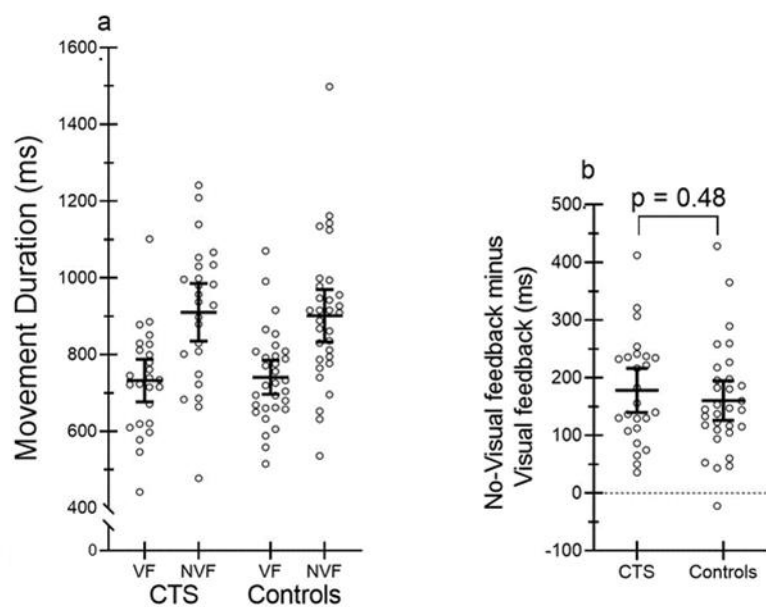 a
1600
1400
1200
1000
800
600
400
0
Movement Duration (ms)
VF NVF VF NVF
CTS Controls
b
p = 0.48
500
400
300
200
100
0
-100
No-Visual feedback minus
Visual feedback (ms)
CTS Controls